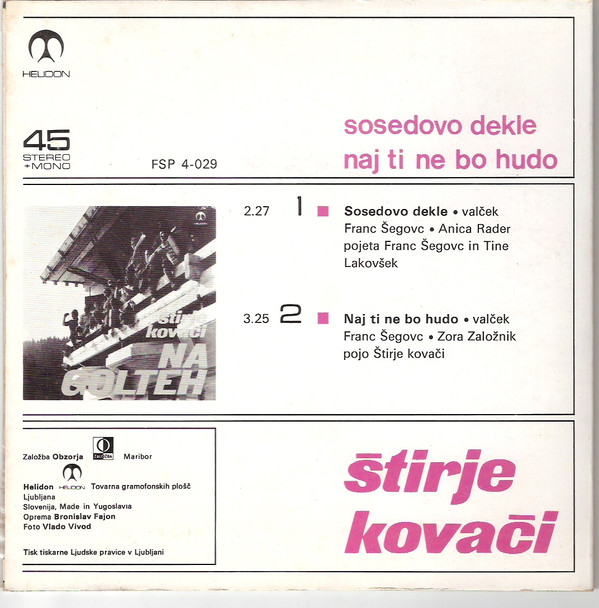 HELIDON
45
STEREO
+MONO
FSP 4-029
sosedovo dekle
naj ti ne bo hudo
2.27 1 Sosedovo dekle • valček
Franc Šegovc • Anica Rader
pojeta Franc Šegovc in Tine
Lakovšek
štirje
kovači
NA
GOLTEH
3.25 2 Naj ti ne bo hudo • valček
Franc Šegovc • Zora Založnik
pojo Štirje kovači
Založba Obzorja Maribor
Helidon HELIDON Tovarna gramofonskih plošč
Ljubljana
Slovenija, Made in Yugoslavia
Oprema Bronislav Fajon
Foto Vlado Vivod
Tisk tiskarne Ljudske pravice v Ljubljani
štirje
kovači